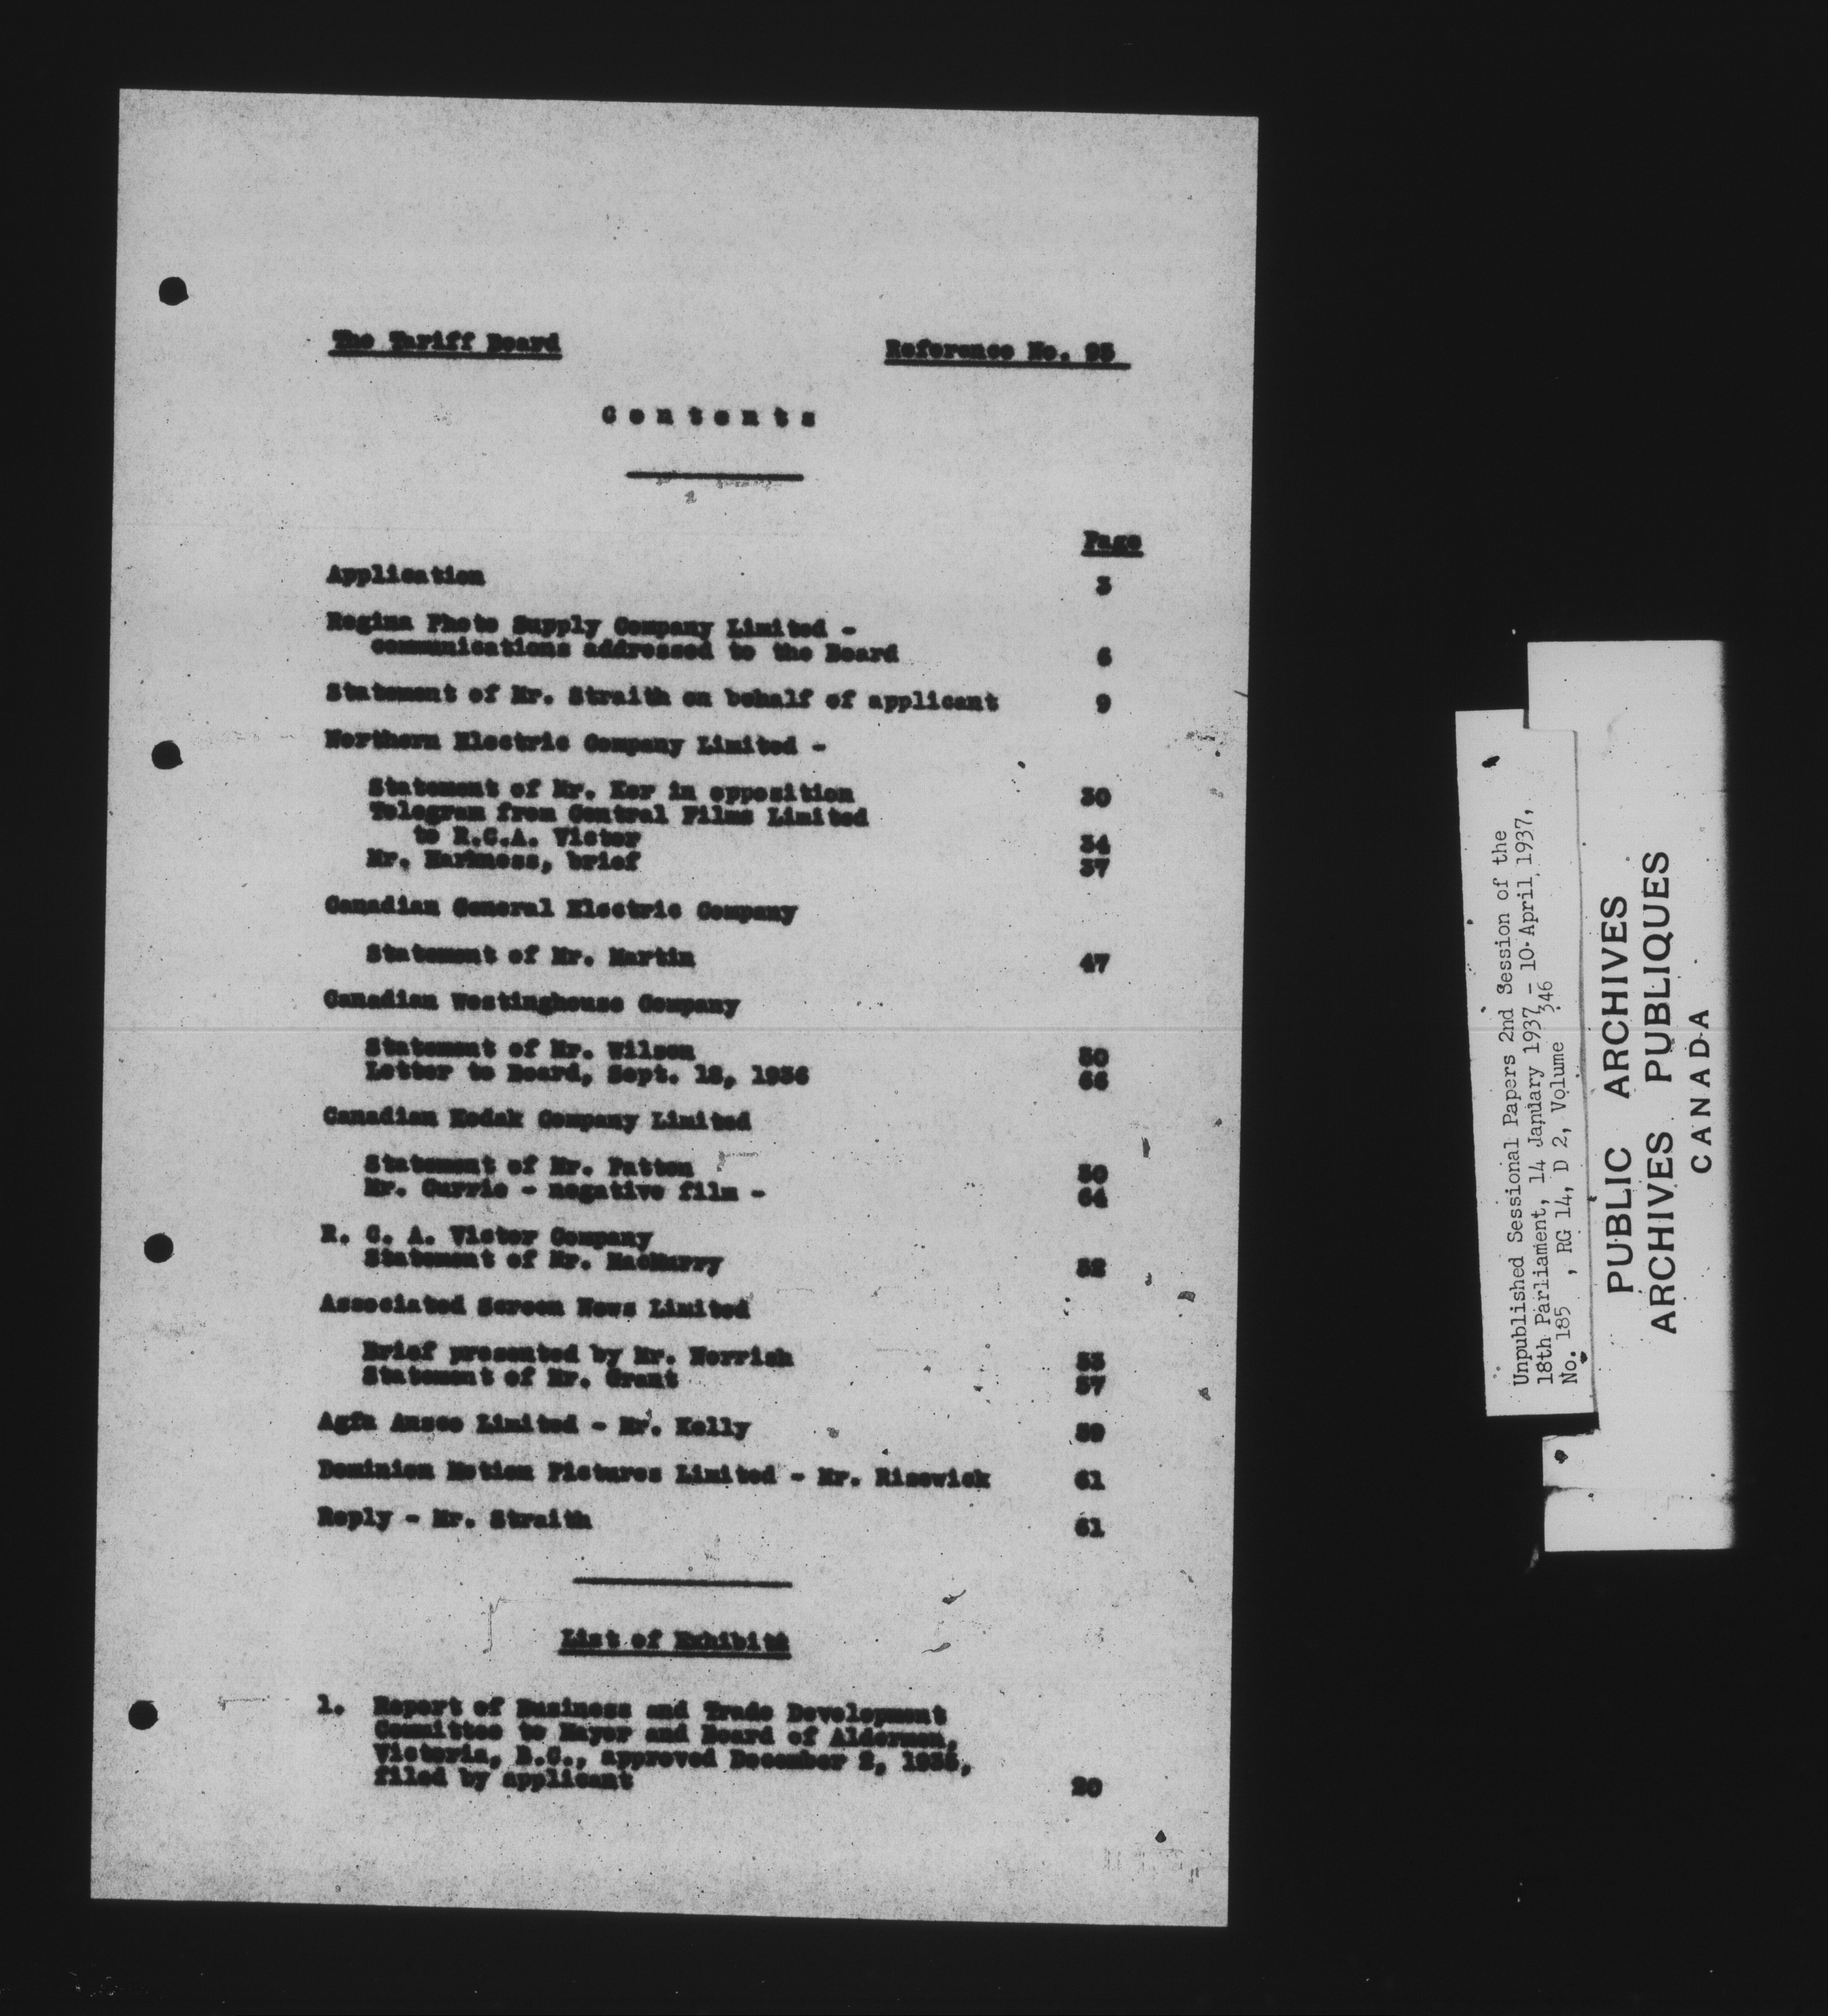 The Tariff Board
Reference No. 93
Contents
Page
Application 3
Regina Photo Supply Company Limited -
communications addressed to the Board 6
Statement of Mr. Straith on behalf of applicant 9
Northern Electric Company Limited -
Statement of Mr. Ker in opposition 30
Telegram from Central Films Limited
to R.C.A. Victor 34
Mr. Harkness, brief 37
Canadian General Electric Company
Statement of Mr. Martin 47
Canadian Westinghouse Company
Statement of Mr. Wilson 50
Letter to Board, Sept. 18, 1936 66
Canadian Kodak Company Limited
Statement of Mr. Patton 50
Mr. Currie - negative film - 64
R. C. A. Victor Company
Statement of Mr. MacMurry 52
Associated Screen News Limited
Brief presented by Mr. Norrish 53
Statement of Mr. Grant 57
Agfa Ansco Limited - Mr. Kelly 59
Dominion Motion Pictures Limited - Mr. Risewick 61
Reply - Mr. Straith 61
List of Exhibits
1. Report of Business and Trade Development
Committee to Mayor and Board of Aldermen,
Victoria, B.C., approved December 2, 1935,
filed by applicant 20
Unpublished Sessional Papers 2nd Session of the
18th Parliament, 14 January 1937 - 10 April 1937,
No. 185 , RG 14, D 2, Volume 346
PUBLIC ARCHIVES
ARCHIVES PUBLIQUES
CANADA